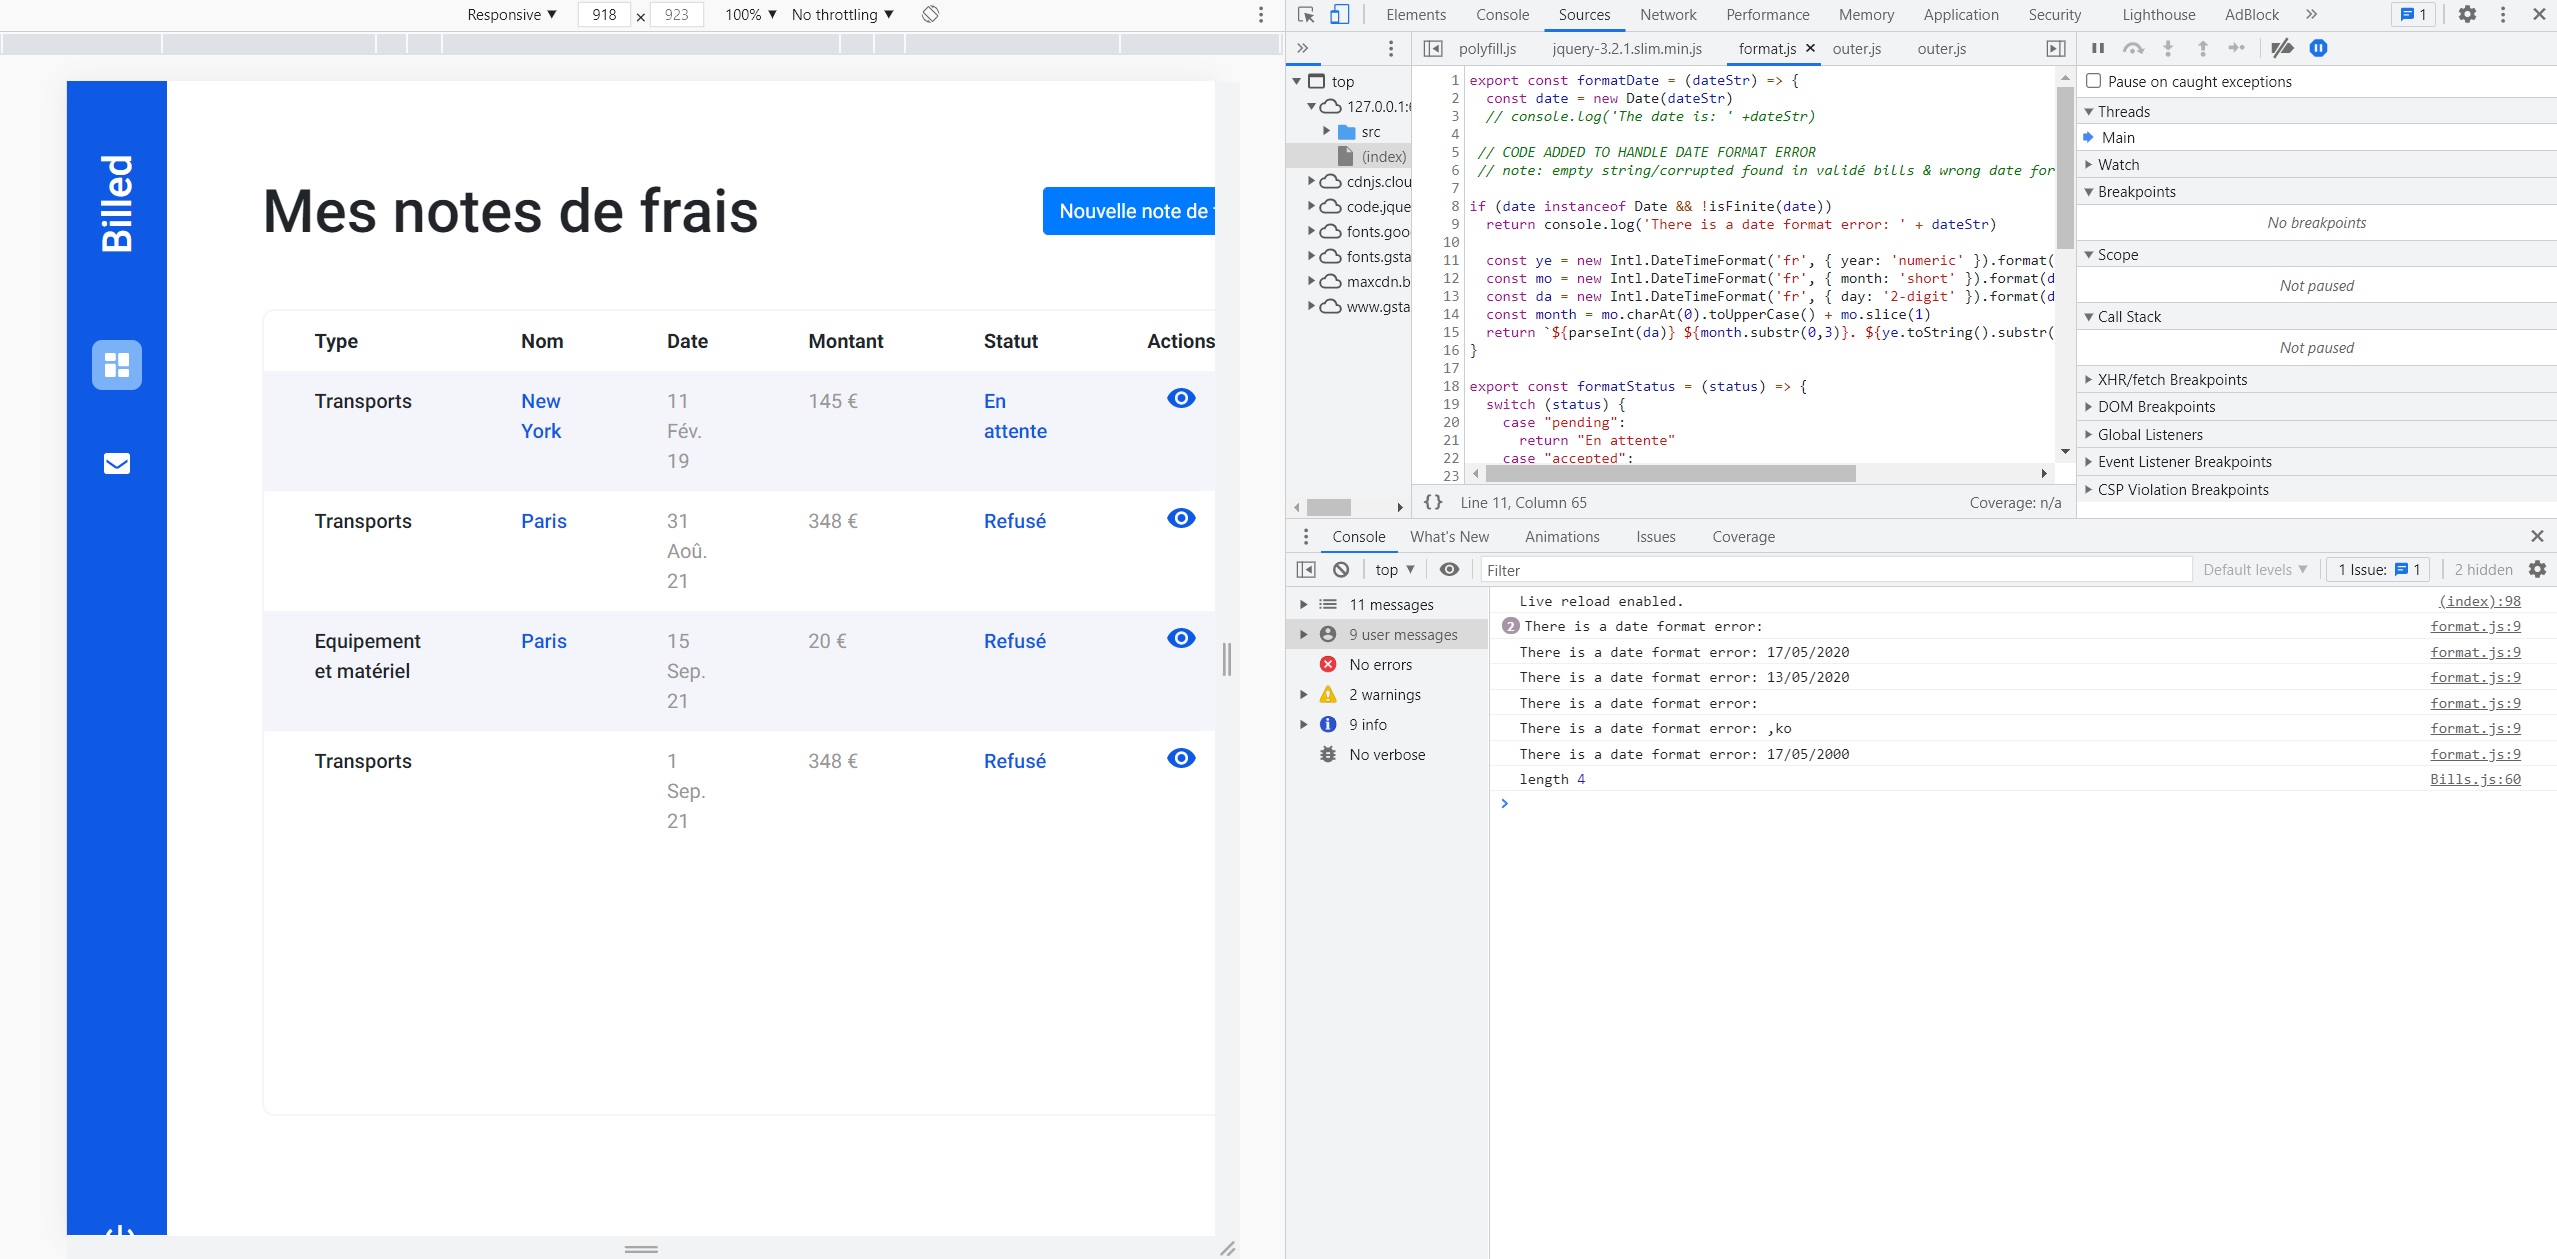 Responsive ▼ 918 × 923 100% ▼ No throttling ▼
Billed
Mes notes de frais
Nouvelle note de
Type Nom Date Montant Statut Actions
Transports New York 11 Fév. 19 145 € En attente
Transports Paris 31 Aoû. 21 348 € Refusé
Equipement et matériel Paris 15 Sep. 21 20 € Refusé
Transports 1 Sep. 21 348 € Refusé
Elements Console Sources Network Performance Memory Application Security Lighthouse AdBlock » 1
» polyfill.js jquery-3.2.1.slim.min.js format.js × outer.js outer.js
top
127.0.0.1:
src
(index)
cdnjs.clou
code.jque
fonts.goo
fonts.gsta
maxcdn.b
www.gsta
1 export const formatDate = (dateStr) => {
2 const date = new Date(dateStr)
3 // console.log('The date is: ' +dateStr)
4
5 // CODE ADDED TO HANDLE DATE FORMAT ERROR
6 // note: empty string/corrupted found in validé bills & wrong date for
7
8 if (date instanceof Date && !isFinite(date))
9 return console.log('There is a date format error: ' + dateStr)
10
11 const ye = new Intl.DateTimeFormat('fr', { year: 'numeric' }).format(
12 const mo = new Intl.DateTimeFormat('fr', { month: 'short' }).format(d
13 const da = new Intl.DateTimeFormat('fr', { day: '2-digit' }).format(d
14 const month = mo.charAt(0).toUpperCase() + mo.slice(1)
15 return `${parseInt(da)} ${month.substr(0,3)}. ${ye.toString().substr(
16 }
17
18 export const formatStatus = (status) => {
19 switch (status) {
20 case "pending":
21 return "En attente"
22 case "accepted":
23
{} Line 11, Column 65 Coverage: n/a
Pause on caught exceptions
Threads
Main
Watch
Breakpoints
No breakpoints
Scope
Not paused
Call Stack
Not paused
XHR/fetch Breakpoints
DOM Breakpoints
Global Listeners
Event Listener Breakpoints
CSP Violation Breakpoints
Console What's New Animations Issues Coverage
top ▼ Filter Default levels ▼ 1 Issue: 1 2 hidden
11 messages
9 user messages
No errors
2 warnings
9 info
No verbose
Live reload enabled. (index):98
2 There is a date format error: format.js:9
There is a date format error: 17/05/2020 format.js:9
There is a date format error: 13/05/2020 format.js:9
There is a date format error: format.js:9
There is a date format error: ,ko format.js:9
There is a date format error: 17/05/2000 format.js:9
length 4 Bills.js:60
>